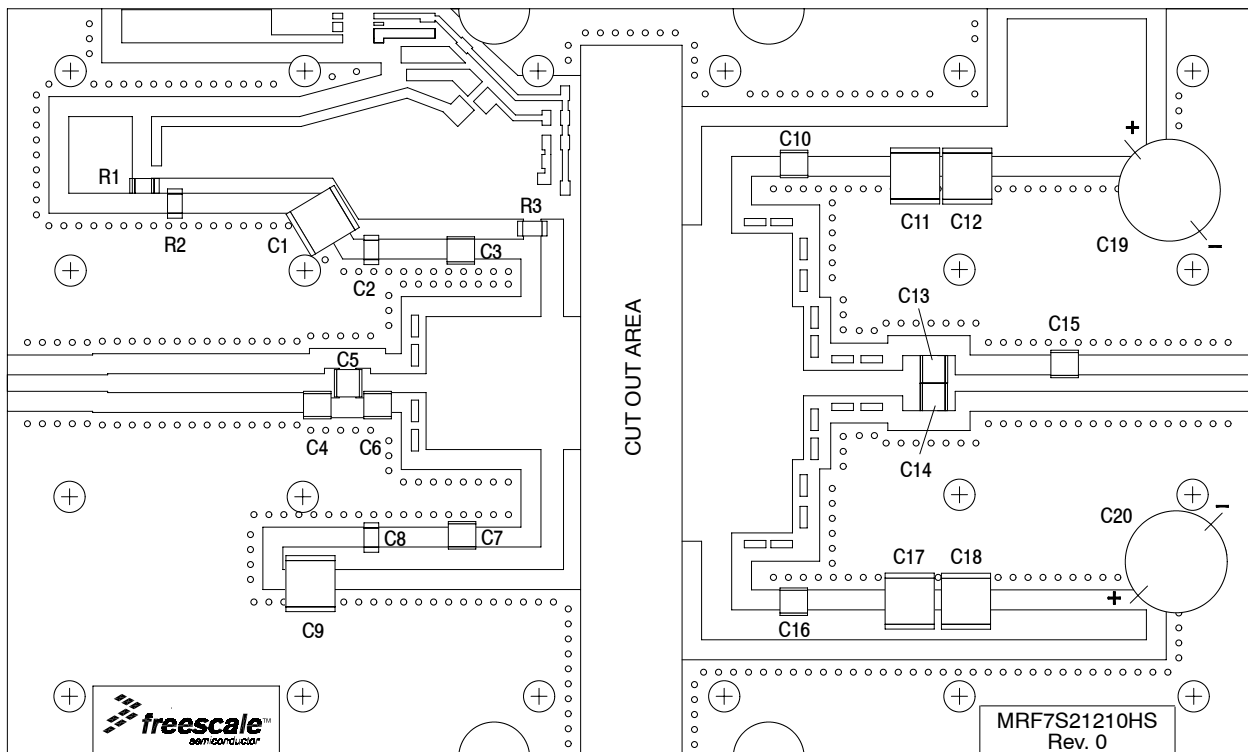 C10
R1
R2
C1
R3
C2
C3
C11
C12
+
C19
−
C13
C15
C5
CUT OUT AREA
C4
C6
C14
C8
C7
C17
C18
C20
−
+
C9
C16
freescale™
semiconductor
MRF7S21210HS
Rev. 0